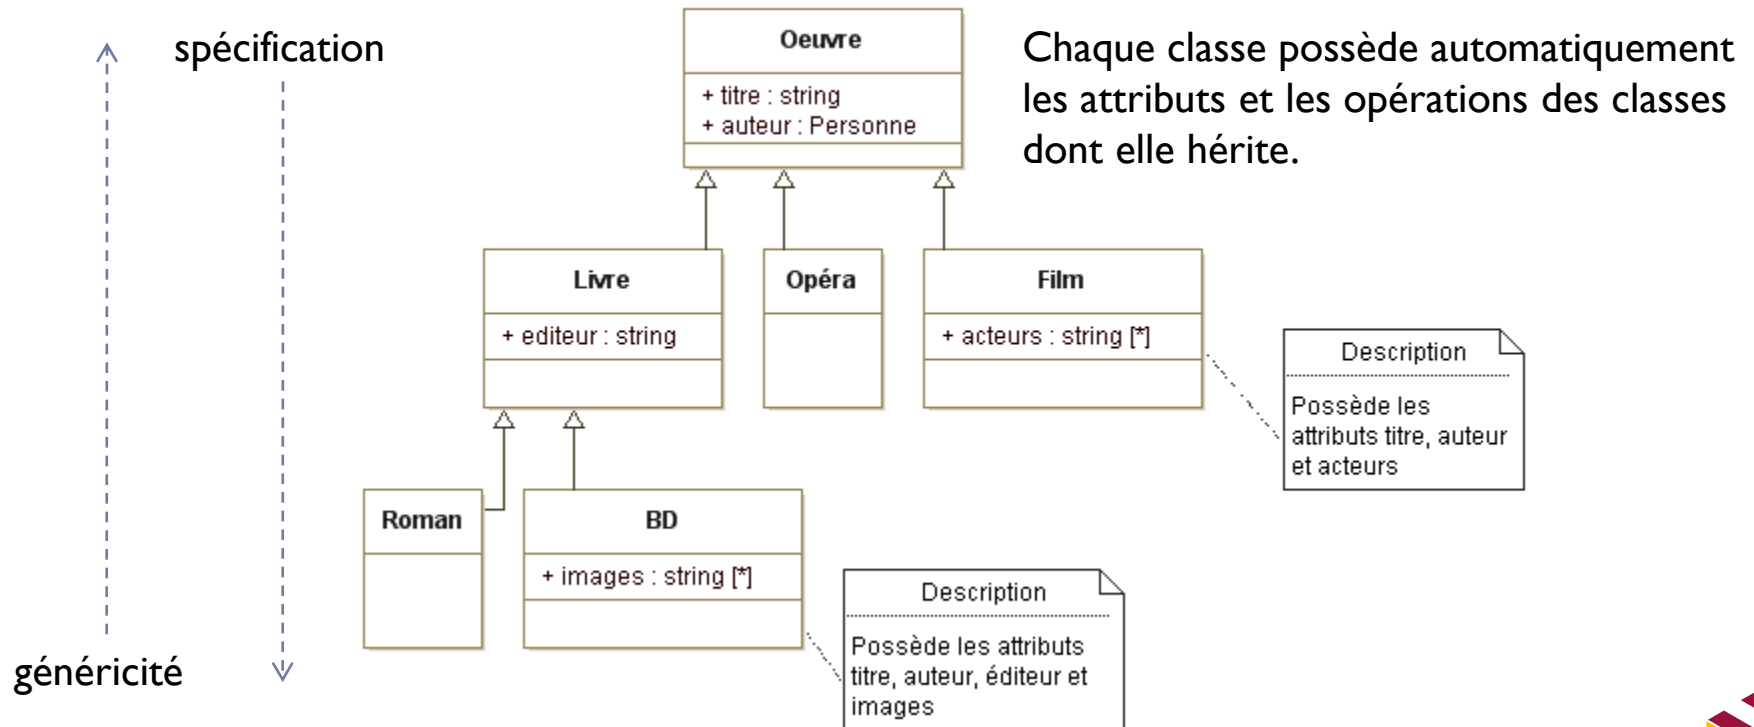 spécification
généricité
Chaque classe possède automatiquement
les attributs et les opérations des classes
dont elle hérite.
Oeuvre
+ titre : string
+ auteur : Personne
Livre
+ editeur : string
Opéra
Film
+ acteurs : string [*]
Description
Possède les
attributs titre, auteur
et acteurs
Roman
BD
+ images : string [*]
Description
Possède les attributs
titre, auteur, éditeur et
images